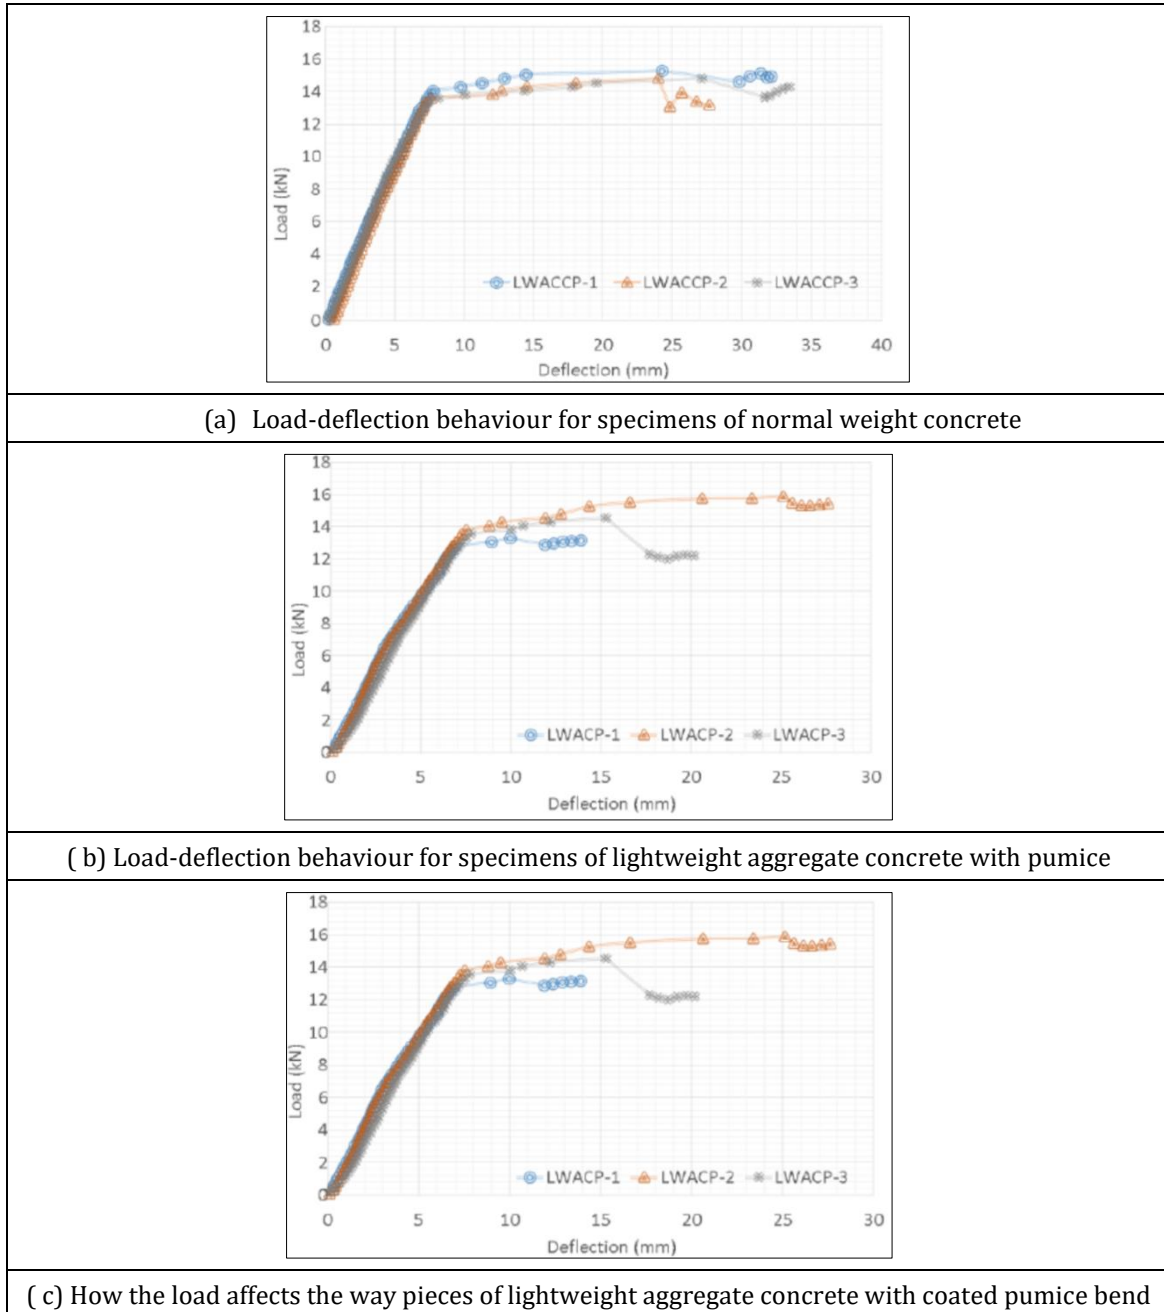 18
16
14
12
10
8
6
4
2
0
Load (kN)
LWACCP-1 LWACCP-2 LWACCP-3
0 5 10 15 20 25 30 35 40
Deflection (mm)
(a) Load-deflection behaviour for specimens of normal weight concrete
18
16
14
12
10
8
6
4
2
0
Load (kN)
LWACP-1 LWACP-2 LWACP-3
0 5 10 15 20 25 30
Deflection (mm)
( b) Load-deflection behaviour for specimens of lightweight aggregate concrete with pumice
18
16
14
12
10
8
6
4
2
0
Load (kN)
LWACP-1 LWACP-2 LWACP-3
0 5 10 15 20 25 30
Deflection (mm)
( c) How the load affects the way pieces of lightweight aggregate concrete with coated pumice bend